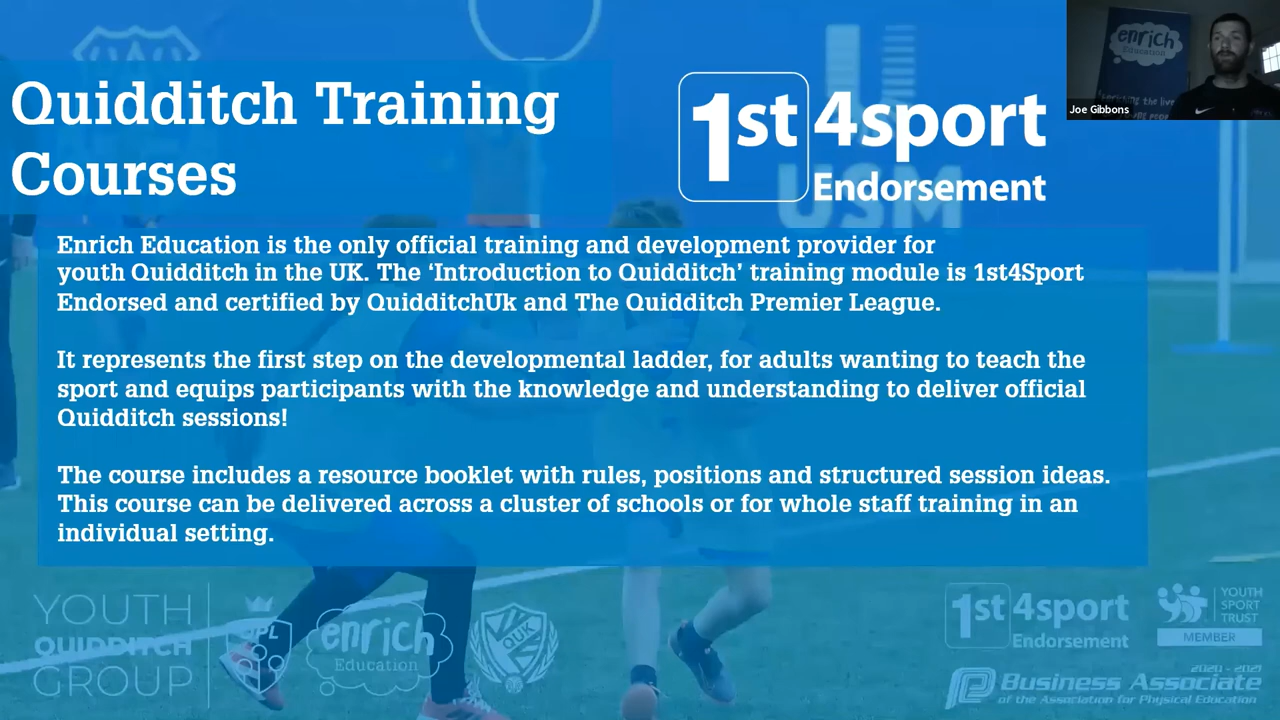 Quidditch Training
Courses
1st 4sport
Endorsement
enrich
Education
Joe Gibbons
USM
Enrich Education is the only official training and development provider for
youth Quidditch in the UK. The ‘Introduction to Quidditch’ training module is 1st4Sport
Endorsed and certified by QuidditchUk and The Quidditch Premier League.
It represents the first step on the developmental ladder, for adults wanting to teach the
sport and equips participants with the knowledge and understanding to deliver official
Quidditch sessions!
The course includes a resource booklet with rules, positions and structured session ideas.
This course can be delivered across a cluster of schools or for whole staff training in an
individual setting.
YOUTH
QUIDDITCH
GROUP
QPL
enrich
Education
QUK
1st 4sport
Endorsement
YOUTH
SPORT
TRUST
MEMBER
2020 - 2021
Business Associate
of the Association for Physical Education